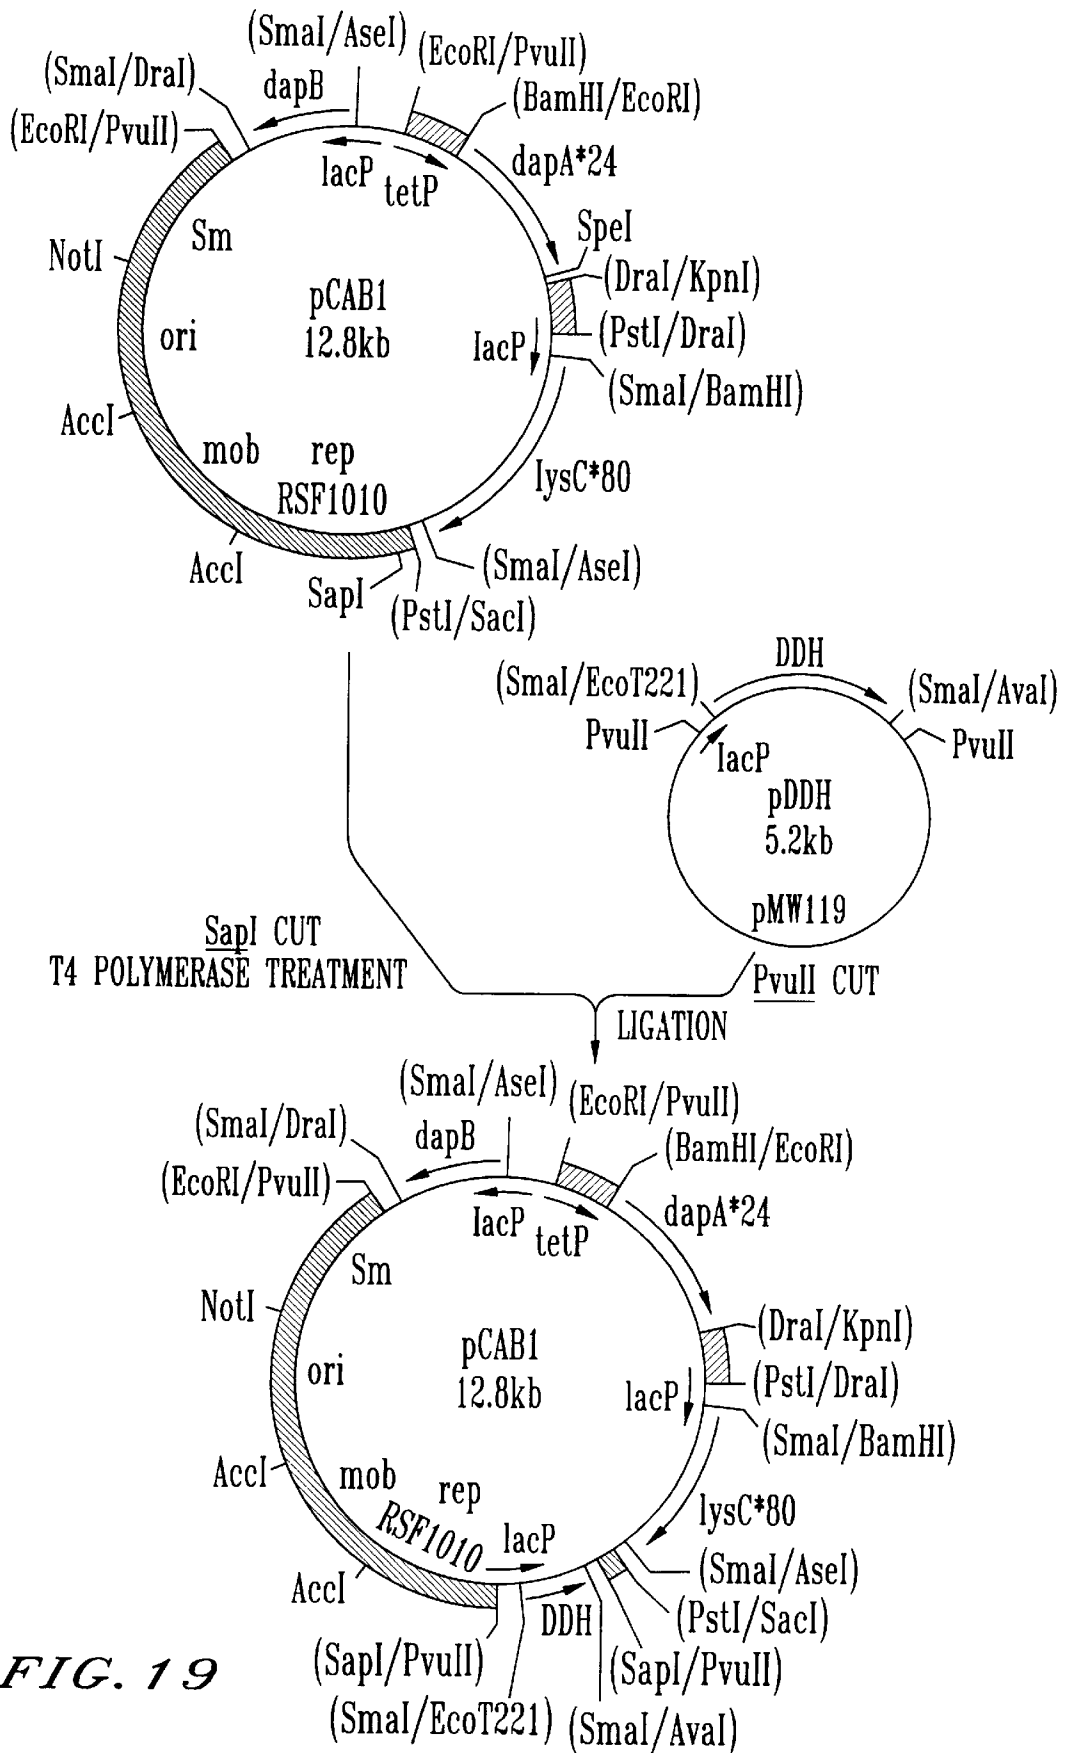 (SmaI/AseI)
(EcoRI/PvuII)
(SmaI/DraI)
dapB
(BamHI/EcoRI)
(EcoRI/PvuII)
lacP
tetP
dapA*24
Sm
SpeI
NotI
(DraI/KpnI)
pCAB1
12.8kb
ori
lacP
(PstI/DraI)
(SmaI/BamHI)
AccI
mob
rep
RSF1010
lysC*80
AccI
SapI
(SmaI/AseI)
(PstI/SacI)
DDH
(SmaI/EcoT221)
(SmaI/AvaI)
PvuII
PvuII
lacP
pDDH
5.2kb
pMW119
SapI CUT
T4 POLYMERASE TREATMENT
PvuII CUT
LIGATION
(SmaI/AseI)
(EcoRI/PvuII)
(SmaI/DraI)
dapB
(BamHI/EcoRI)
(EcoRI/PvuII)
lacP
tetP
dapA*24
Sm
NotI
(DraI/KpnI)
pCAB1
12.8kb
ori
lacP
(PstI/DraI)
(SmaI/BamHI)
AccI
mob
rep
RSF1010
lysC*80
lacP
AccI
(SmaI/AseI)
DDH
(PstI/SacI)
(SapI/PvuII)
(SapI/PvuII)
(SmaI/EcoT221)
(SmaI/AvaI)
FIG. 19